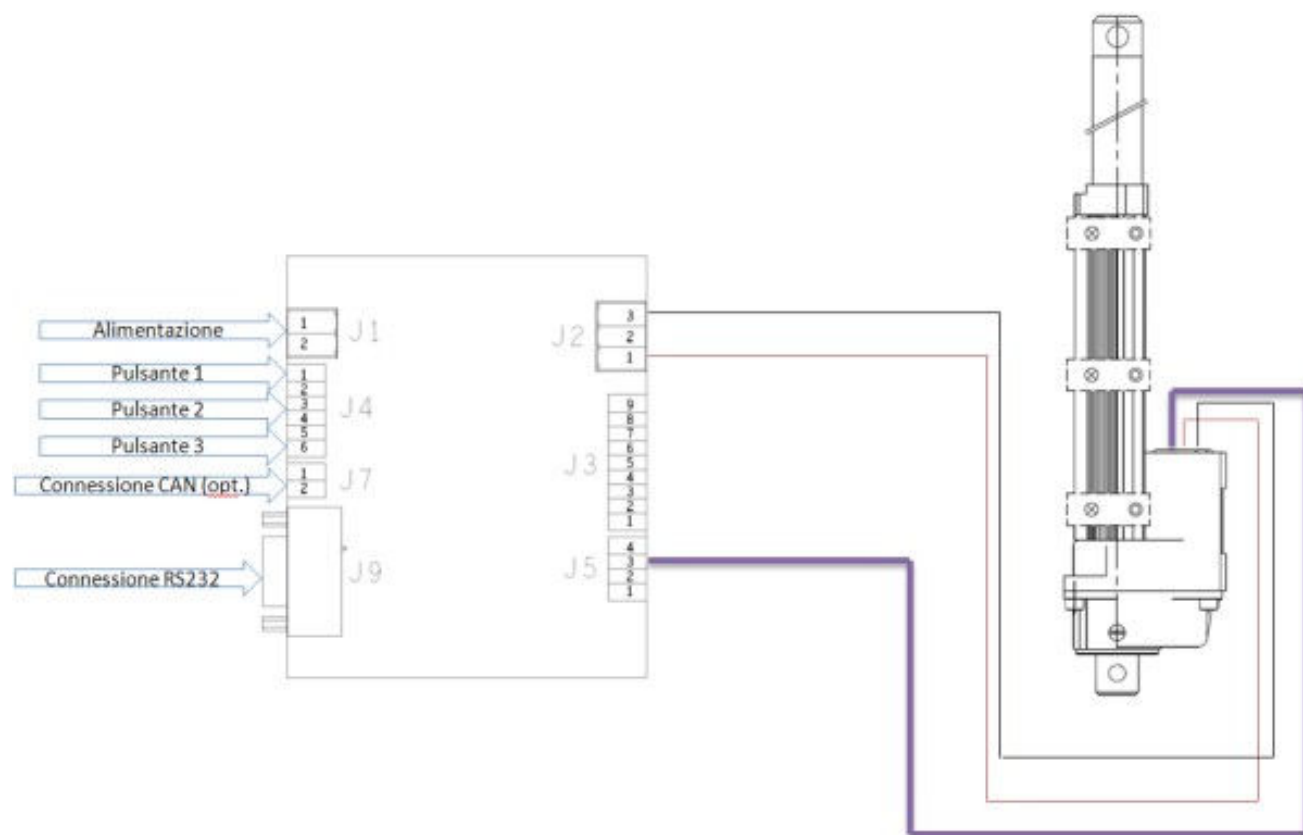 Alimentazione
1
2
J1
Pulsante 1
Pulsante 2
Pulsante 3
1
2
3
4
5
6
J4
Connessione CAN (opt.)
1
2
J7
Connessione RS232
J9
J2
3
2
1
J3
9
8
7
6
5
4
3
2
1
J5
4
3
2
1